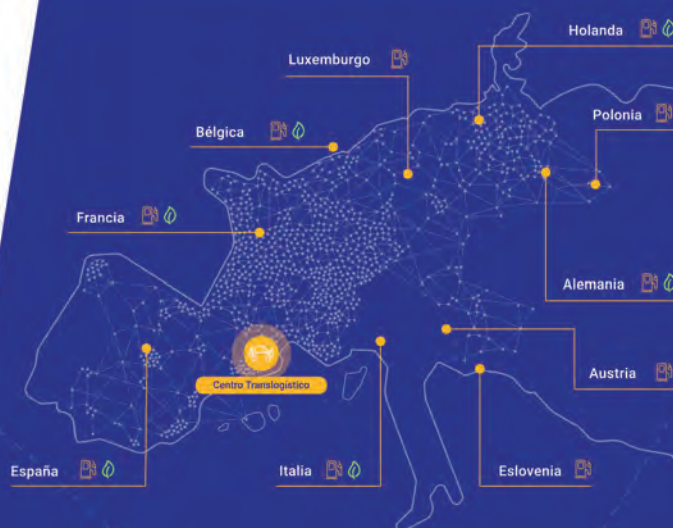 Holanda
Luxemburgo
Polonia
Bélgica
Francia
Alemania
Centro Translogístico
Austria
España
Italia
Eslovenia